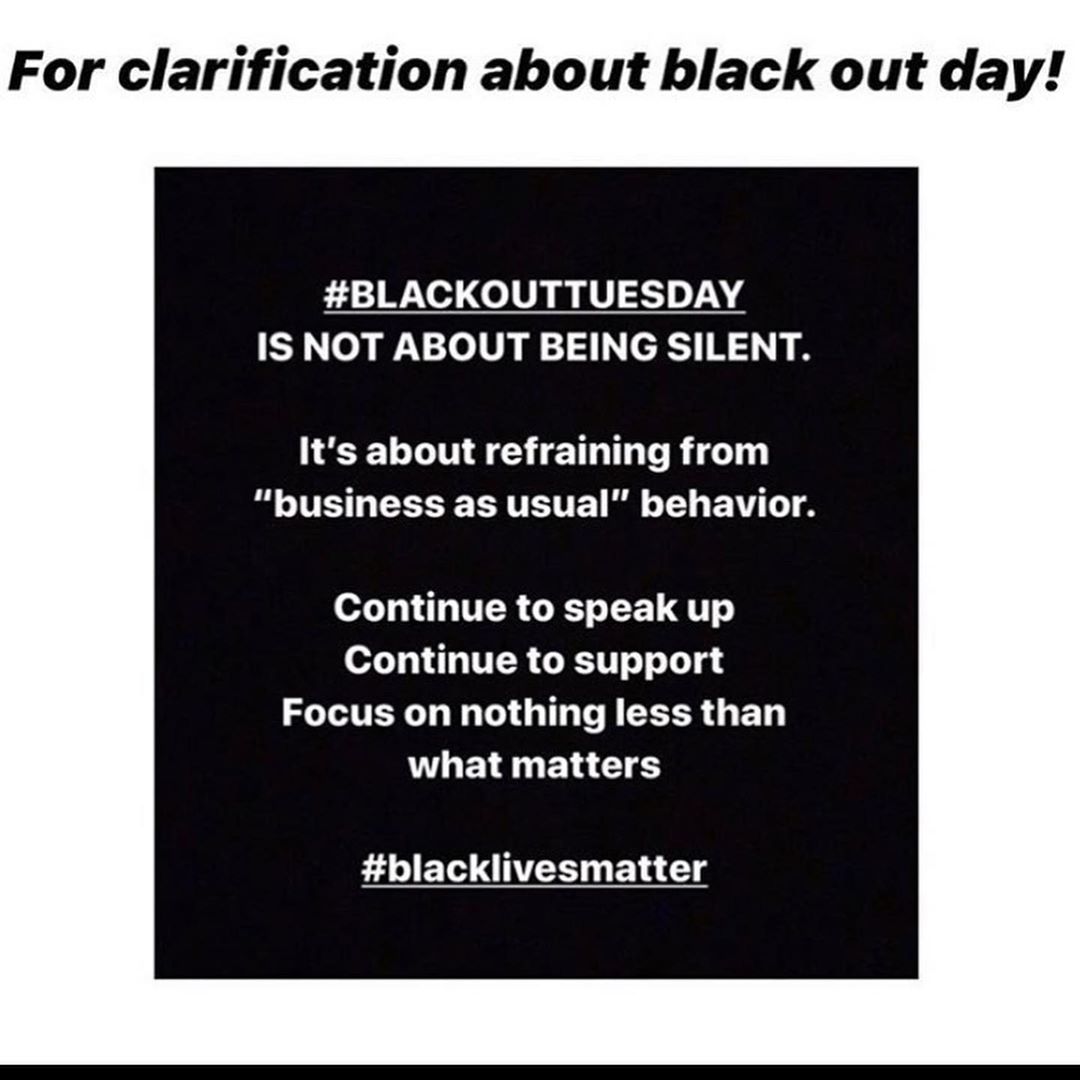 For clarification about black out day!
#BLACKOUTTUESDAY
IS NOT ABOUT BEING SILENT.
It’s about refraining from
“business as usual” behavior.
Continue to speak up
Continue to support
Focus on nothing less than
what matters
#blacklivesmatter